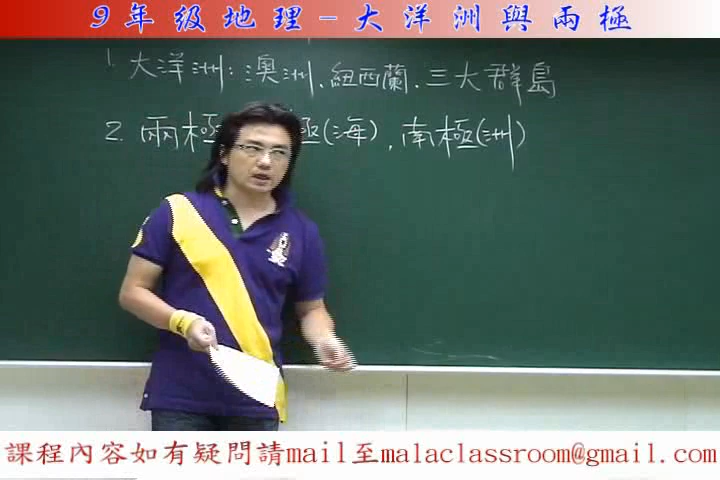 9年級地理-大洋洲與兩極
1. 大洋洲:澳洲、紐西蘭、三大群島
2. 兩極 極(海),南極(洲)
課程內容如有疑問請mail至malaclassroom@gmail.com